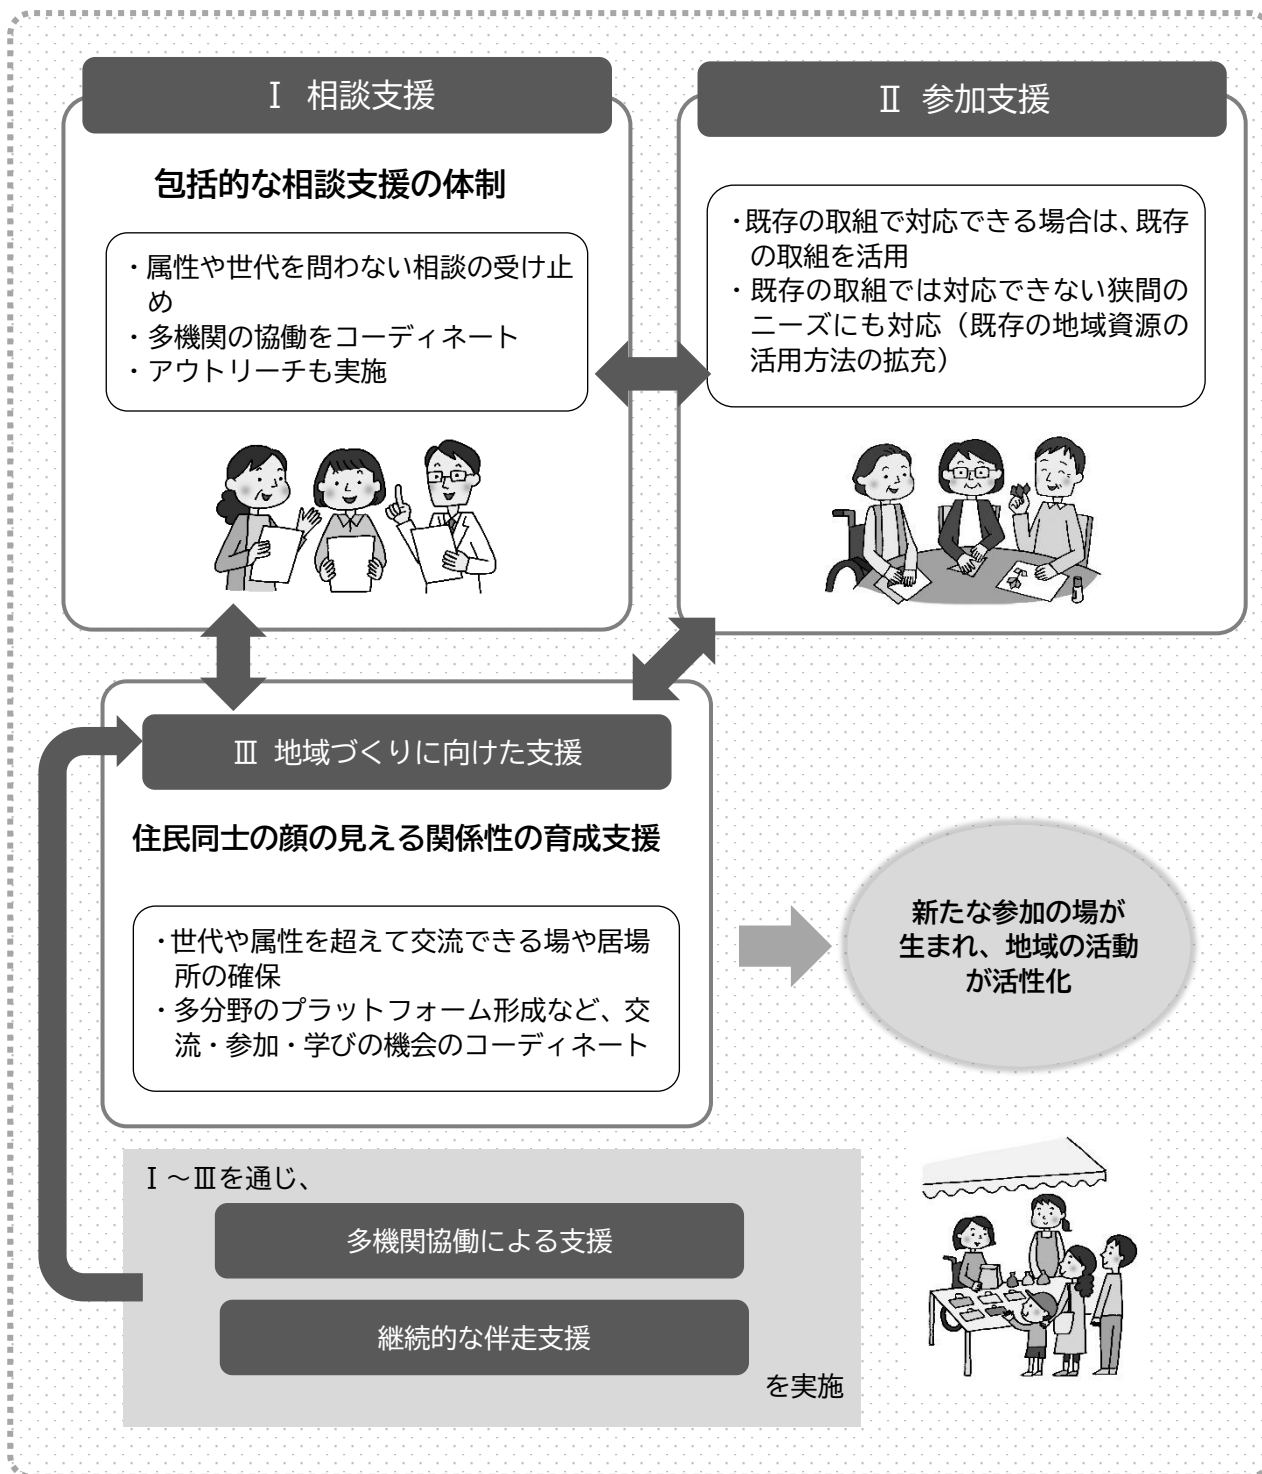 Ⅰ 相談支援
包括的な相談支援の体制
・属性や世代を問わない相談の受け止
め
・多機関の協働をコーディネート
・アウトリーチも実施
Ⅱ 参加支援
・既存の取組で対応できる場合は、既存
の取組を活用
・既存の取組では対応できない狭間の
ニーズにも対応（既存の地域資源の
活用方法の拡充）
Ⅲ 地域づくりに向けた支援
住民同士の顔の見える関係性の育成支援
・世代や属性を超えて交流できる場や居場
所の確保
・多分野のプラットフォーム形成など、交
流・参加・学びの機会のコーディネート
新たな参加の場が
生まれ、地域の活動
が活性化
Ⅰ～Ⅲを通じ、
多機関協働による支援
継続的な伴走支援
を実施